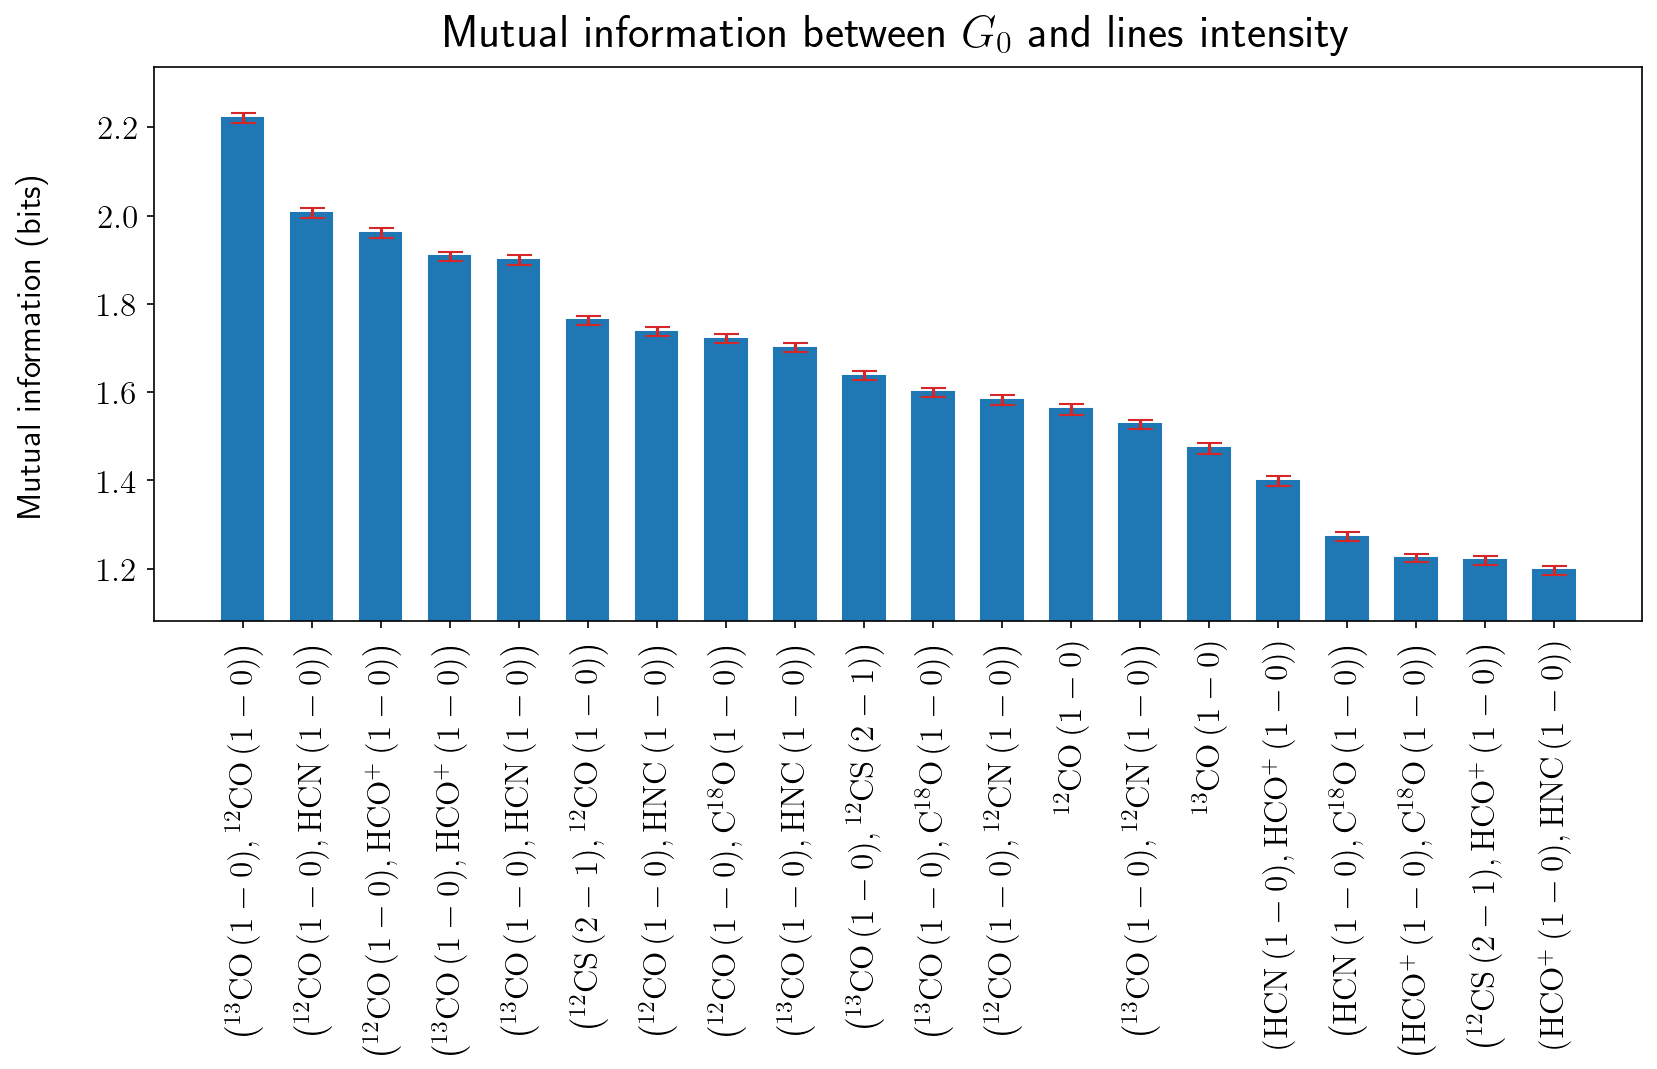 Mutual information between G₀ and lines intensity
Mutual information (bits)
2.2
2.0
1.8
1.6
1.4
1.2
(¹³CO (1 − 0), ¹²CO (1 − 0))
(¹²CO (1 − 0), HCN (1 − 0))
(¹²CO (1 − 0), HCO⁺ (1 − 0))
(¹³CO (1 − 0), HCO⁺ (1 − 0))
(¹³CO (1 − 0), HCN (1 − 0))
(¹²CS (2 − 1), ¹²CO (1 − 0))
(¹²CO (1 − 0), HNC (1 − 0))
(¹²CO (1 − 0), C¹⁸O (1 − 0))
(¹³CO (1 − 0), HNC (1 − 0))
(¹³CO (1 − 0), ¹²CS (2 − 1))
(¹³CO (1 − 0), C¹⁸O (1 − 0))
(¹²CO (1 − 0), ¹²CN (1 − 0))
¹²CO (1 − 0)
(¹³CO (1 − 0), ¹²CN (1 − 0))
¹³CO (1 − 0)
(HCN (1 − 0), HCO⁺ (1 − 0))
(HCN (1 − 0), C¹⁸O (1 − 0))
(HCO⁺ (1 − 0), C¹⁸O (1 − 0))
(¹²CS (2 − 1), HCO⁺ (1 − 0))
(HCO⁺ (1 − 0), HNC (1 − 0))